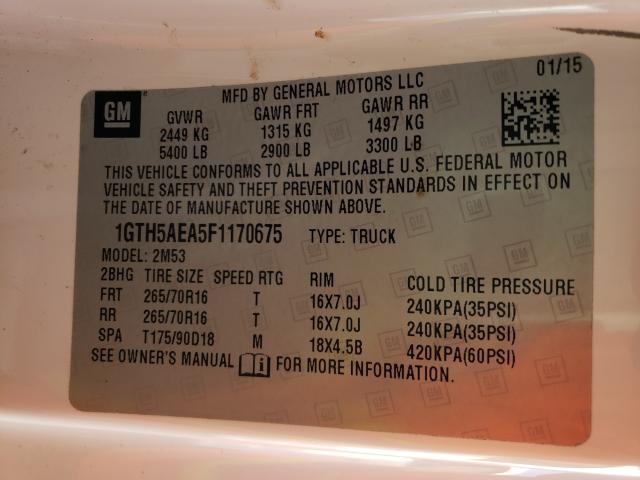 MFD BY GENERAL MOTORS LLC 01/15
GM
GVWR GAWR FRT GAWR RR
2449 KG 1315 KG 1497 KG
5400 LB 2900 LB 3300 LB
THIS VEHICLE CONFORMS TO ALL APPLICABLE U.S. FEDERAL MOTOR
VEHICLE SAFETY AND THEFT PREVENTION STANDARDS IN EFFECT ON
THE DATE OF MANUFACTURE SHOWN ABOVE.
1GTH5AEA5F1170675 TYPE: TRUCK
MODEL: 2M53
2BHG TIRE SIZE SPEED RTG RIM COLD TIRE PRESSURE
FRT 265/70R16 T 16X7.0J 240KPA(35PSI)
RR 265/70R16 T 16X7.0J 240KPA(35PSI)
SPA T175/90D18 M 18X4.5B 420KPA(60PSI)
SEE OWNER'S MANUAL FOR MORE INFORMATION.